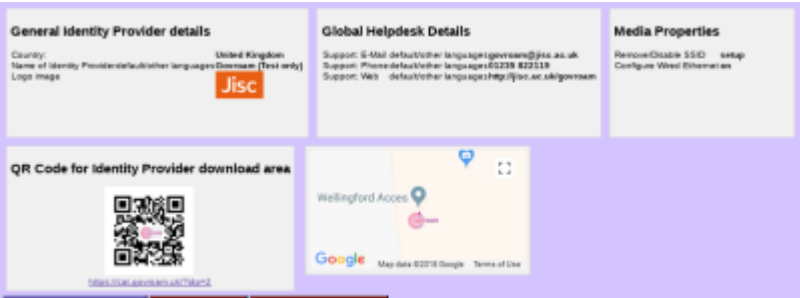 General Identity Provider details
Country: United Kingdom
Name of Identity Provider default/other languages Govroam (Test only)
Logo image
Jisc
Global Helpdesk Details
Support: E-Mail default/other languages govroam@jisc.ac.uk
Support: Phone default/other languages 01235 822119
Support: Web default/other languages http://jisc.ac.uk/govroam
Media Properties
Remove/Disable SSID setup
Configure Wired Ethernet on
QR Code for Identity Provider download area
Wellingford Acces
Google
Map data ©2018 Google Terms of Use